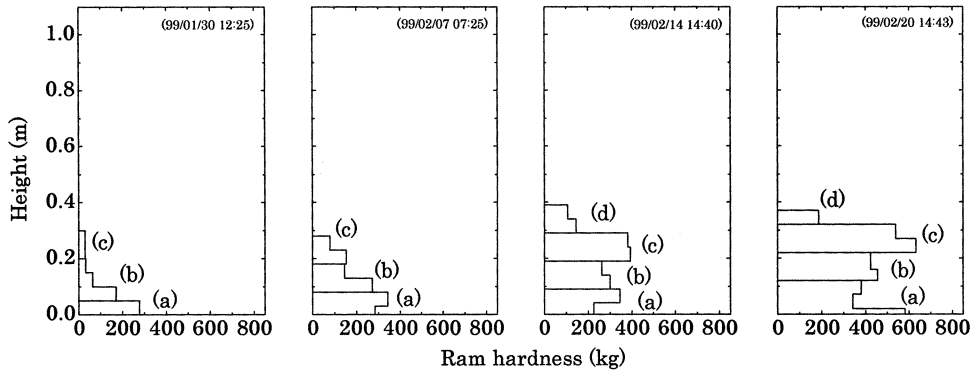 (99/01/30 12:25)
(99/02/07 07:25)
(99/02/14 14:40)
(99/02/20 14:43)
Height (m)
1.0
0.8
0.6
0.4
0.2
0.0
(c)
(b)
(a)
(c)
(b)
(a)
(d)
(c)
(b)
(a)
(d)
(c)
(b)
(a)
0 200 400 600 800
0 200 400 600 800
0 200 400 600 800
0 200 400 600 800
Ram hardness (kg)